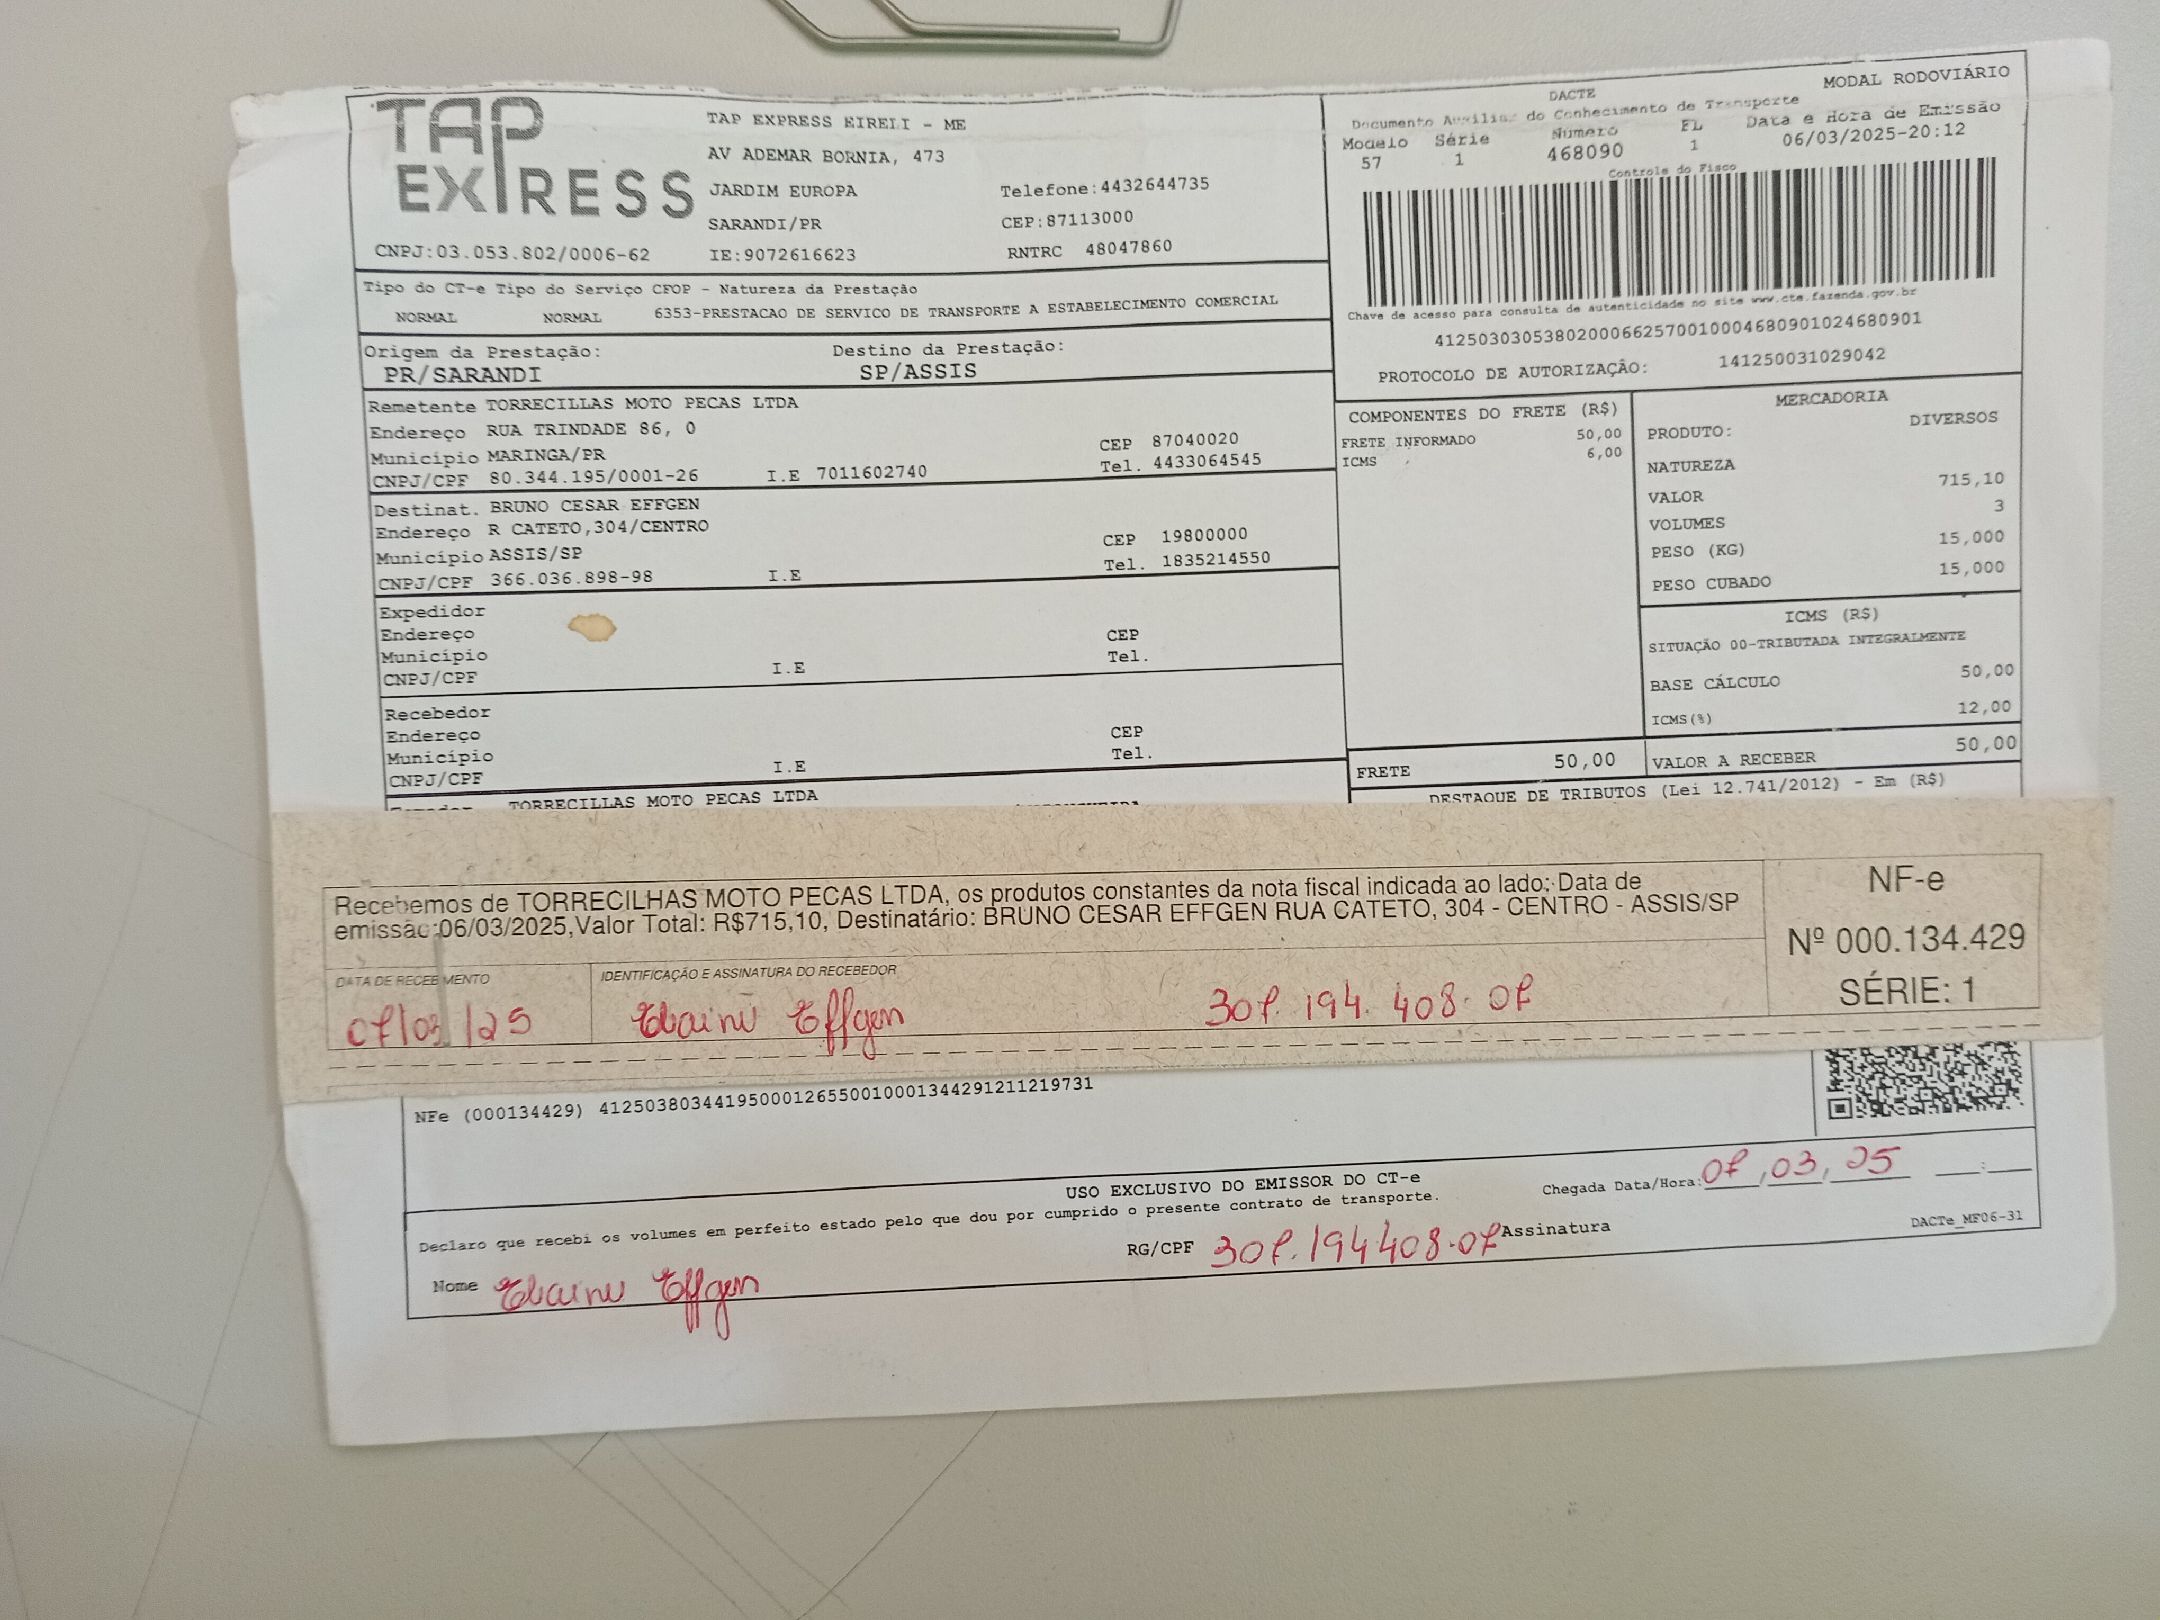 TAP
EXPRESS
TAP EXPRESS EIRELI - ME
AV ADEMAR BORNIA, 473
JARDIM EUROPA Telefone:4432644735
SARANDI/PR CEP:87113000
CNPJ:03.053.802/0006-62 IE:9072616623 RNTRC 48047860
MODAL RODOVIÁRIO
DACTE
Documento Auxiliar do Conhecimento de Transporte
Modelo Série Número FL Data e Hora de Emissão
57 1 468090 1 06/03/2025-20:12
Controle do Fisco
Chave de acesso para consulta de autenticidade no site www.cte.fazenda.gov.br
41250303053802000662570010004680901024680901
PROTOCOLO DE AUTORIZAÇÃO: 141250031029042
Tipo do CT-e Tipo do Serviço CFOP - Natureza da Prestação
NORMAL NORMAL 6353-PRESTACAO DE SERVICO DE TRANSPORTE A ESTABELECIMENTO COMERCIAL
Origem da Prestação: Destino da Prestação:
PR/SARANDI SP/ASSIS
Remetente TORRECILLAS MOTO PECAS LTDA
Endereço RUA TRINDADE 86, 0 CEP 87040020
Município MARINGA/PR Tel. 4433064545
CNPJ/CPF 80.344.195/0001-26 I.E 7011602740
Destinat. BRUNO CESAR EFFGEN
Endereço R CATETO,304/CENTRO CEP 19800000
Município ASSIS/SP Tel. 1835214550
CNPJ/CPF 366.036.898-98 I.E
Expedidor
Endereço CEP
Município Tel.
CNPJ/CPF I.E
Recebedor
Endereço CEP
Município Tel.
CNPJ/CPF I.E
TORRECILLAS MOTO PECAS LTDA
COMPONENTES DO FRETE (R$)
FRETE INFORMADO 50,00
ICMS 6,00
MERCADORIA
PRODUTO: DIVERSOS
NATUREZA
VALOR 715,10
VOLUMES 3
PESO (KG) 15,000
PESO CUBADO 15,000
ICMS (R$)
SITUAÇÃO 00-TRIBUTADA INTEGRALMENTE
BASE CÁLCULO 50,00
ICMS(%) 12,00
FRETE 50,00 VALOR A RECEBER 50,00
DESTAQUE DE TRIBUTOS (Lei 12.741/2012) - Em (R$)
Recebemos de TORRECILHAS MOTO PECAS LTDA, os produtos constantes da nota fiscal indicada ao lado: Data de
emissão:06/03/2025,Valor Total: R$715,10, Destinatário: BRUNO CESAR EFFGEN RUA CATETO, 304 - CENTRO - ASSIS/SP
NF-e
Nº 000.134.429
SÉRIE: 1
DATA DE RECEBIMENTO IDENTIFICAÇÃO E ASSINATURA DO RECEBEDOR
07/03/25 Elaine Effgen 307.194.408.07
NFe (000134429) 41250380344195000126550010001344291211219731
USO EXCLUSIVO DO EMISSOR DO CT-e
Declaro que recebi os volumes em perfeito estado pelo que dou por cumprido o presente contrato de transporte.
Chegada Data/Hora: 07,03,25
Nome Elaine Effgen RG/CPF 307.194408.07 Assinatura
DACTe_MF06-31